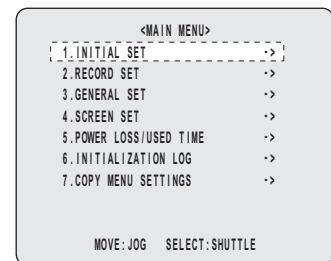 <MAIN MENU>
1.INITIAL SET ->
2.RECORD SET ->
3.GENERAL SET ->
4.SCREEN SET ->
5.POWER LOSS/USED TIME ->
6.INITIALIZATION LOG ->
7.COPY MENU SETTINGS ->
MOVE:JOG SELECT:SHUTTLE